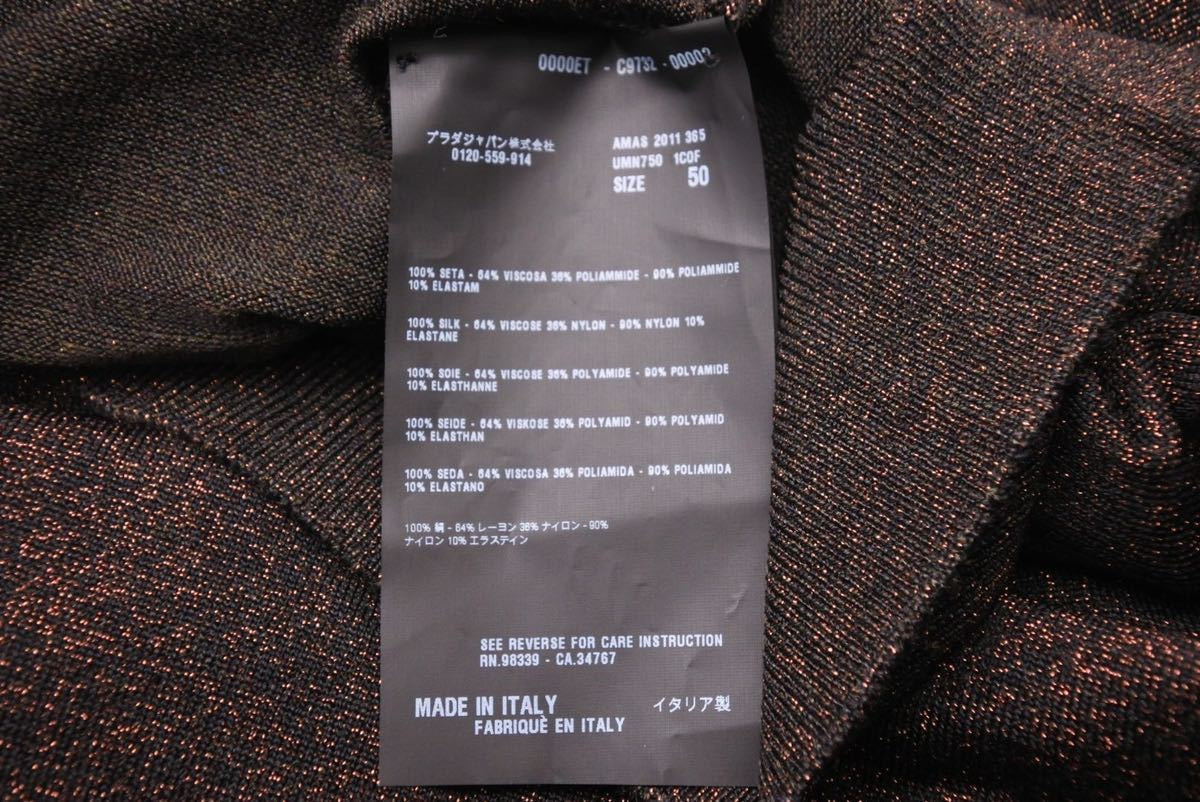 0000ET - C9732 - 00002
プラダジャパン株式会社
0120-559-914
AMAS 2011 365
UMN750 1COF
SIZE 50
100% SETA - 64% VISCOSA 36% POLIAMMIDE - 90% POLIAMMIDE
10% ELASTAM
100% SILK - 64% VISCOSE 36% NYLON - 90% NYLON 10%
ELASTANE
100% SOIE - 64% VISCOSE 36% POLYAMIDE - 90% POLYAMIDE
10% ELASTHANNE
100% SEIDE - 64% VISKOSE 36% POLYAMID - 90% POLYAMID
10% ELASTHAN
100% SEDA - 64% VISCOSA 36% POLIAMIDA - 90% POLIAMIDA
10% ELASTANO
100% 絹 - 64% レーヨン 36% ナイロン - 90%
ナイロン 10% エラステイン
SEE REVERSE FOR CARE INSTRUCTION
RN.98339 - CA.34767
MADE IN ITALY イタリア製
FABRIQUÈ EN ITALY